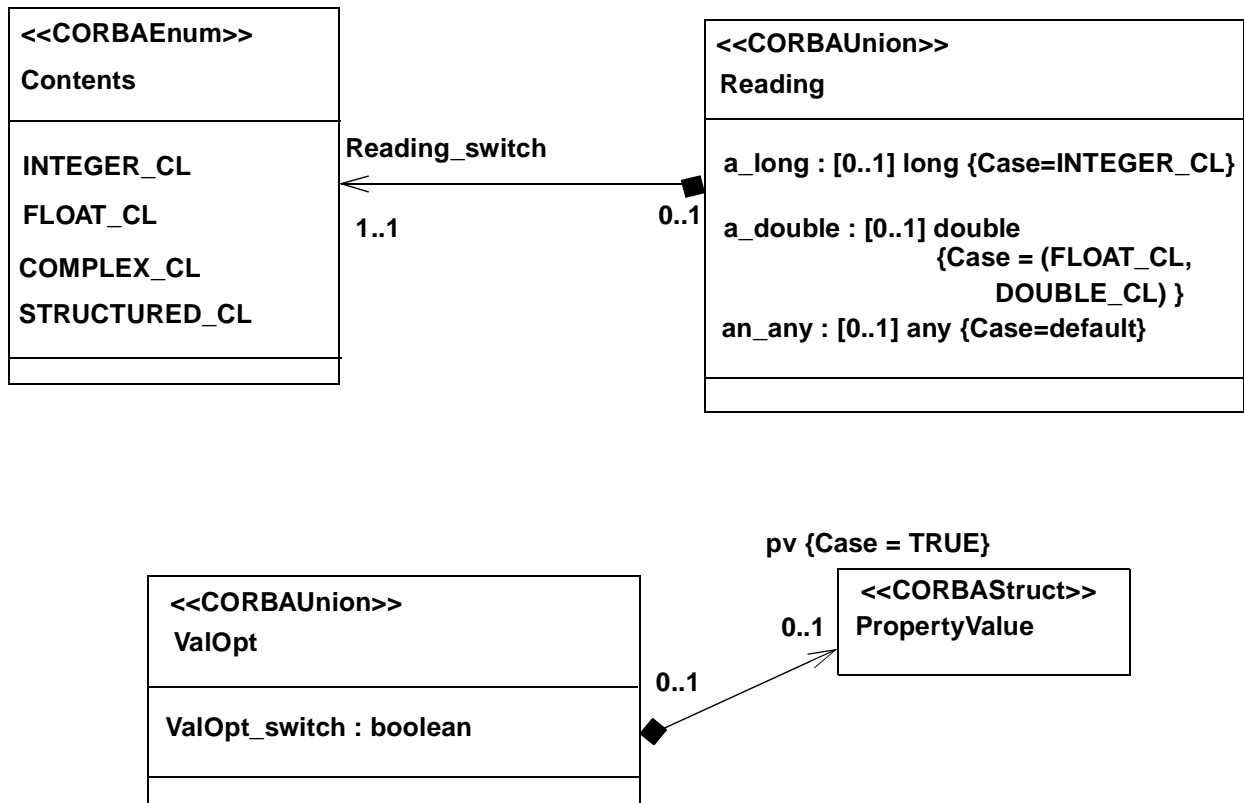 <<CORBAEnum>>
Contents
INTEGER_CL
FLOAT_CL
COMPLEX_CL
STRUCTURED_CL
Reading_switch
1..1
0..1
<<CORBAUnion>>
Reading
a_long : [0..1] long {Case=INTEGER_CL}
a_double : [0..1] double
{Case = (FLOAT_CL,
DOUBLE_CL) }
an_any : [0..1] any {Case=default}
<<CORBAUnion>>
ValOpt
ValOpt_switch : boolean
0..1
0..1
pv {Case = TRUE}
<<CORBAStruct>>
PropertyValue